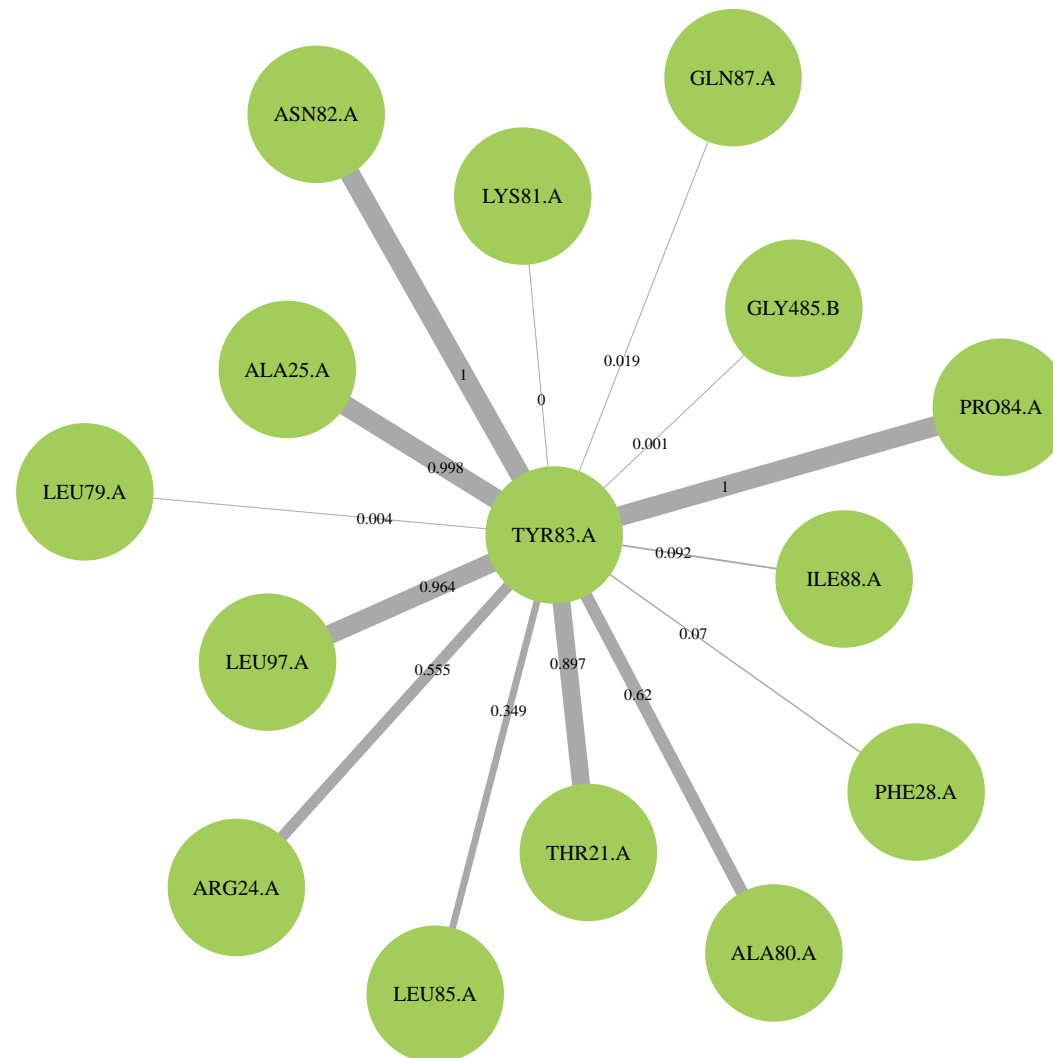 GLN87.A
ASN82.A
LYS81.A
GLY485.B
0.019
ALA25.A
1
0
PRO84.A
0.001
0.998
LEU79.A
1
0.004
TYR83.A
0.092
ILE88.A
0.964
0.07
LEU97.A
0.555
0.897
0.62
0.349
PHE28.A
THR21.A
ARG24.A
ALA80.A
LEU85.A